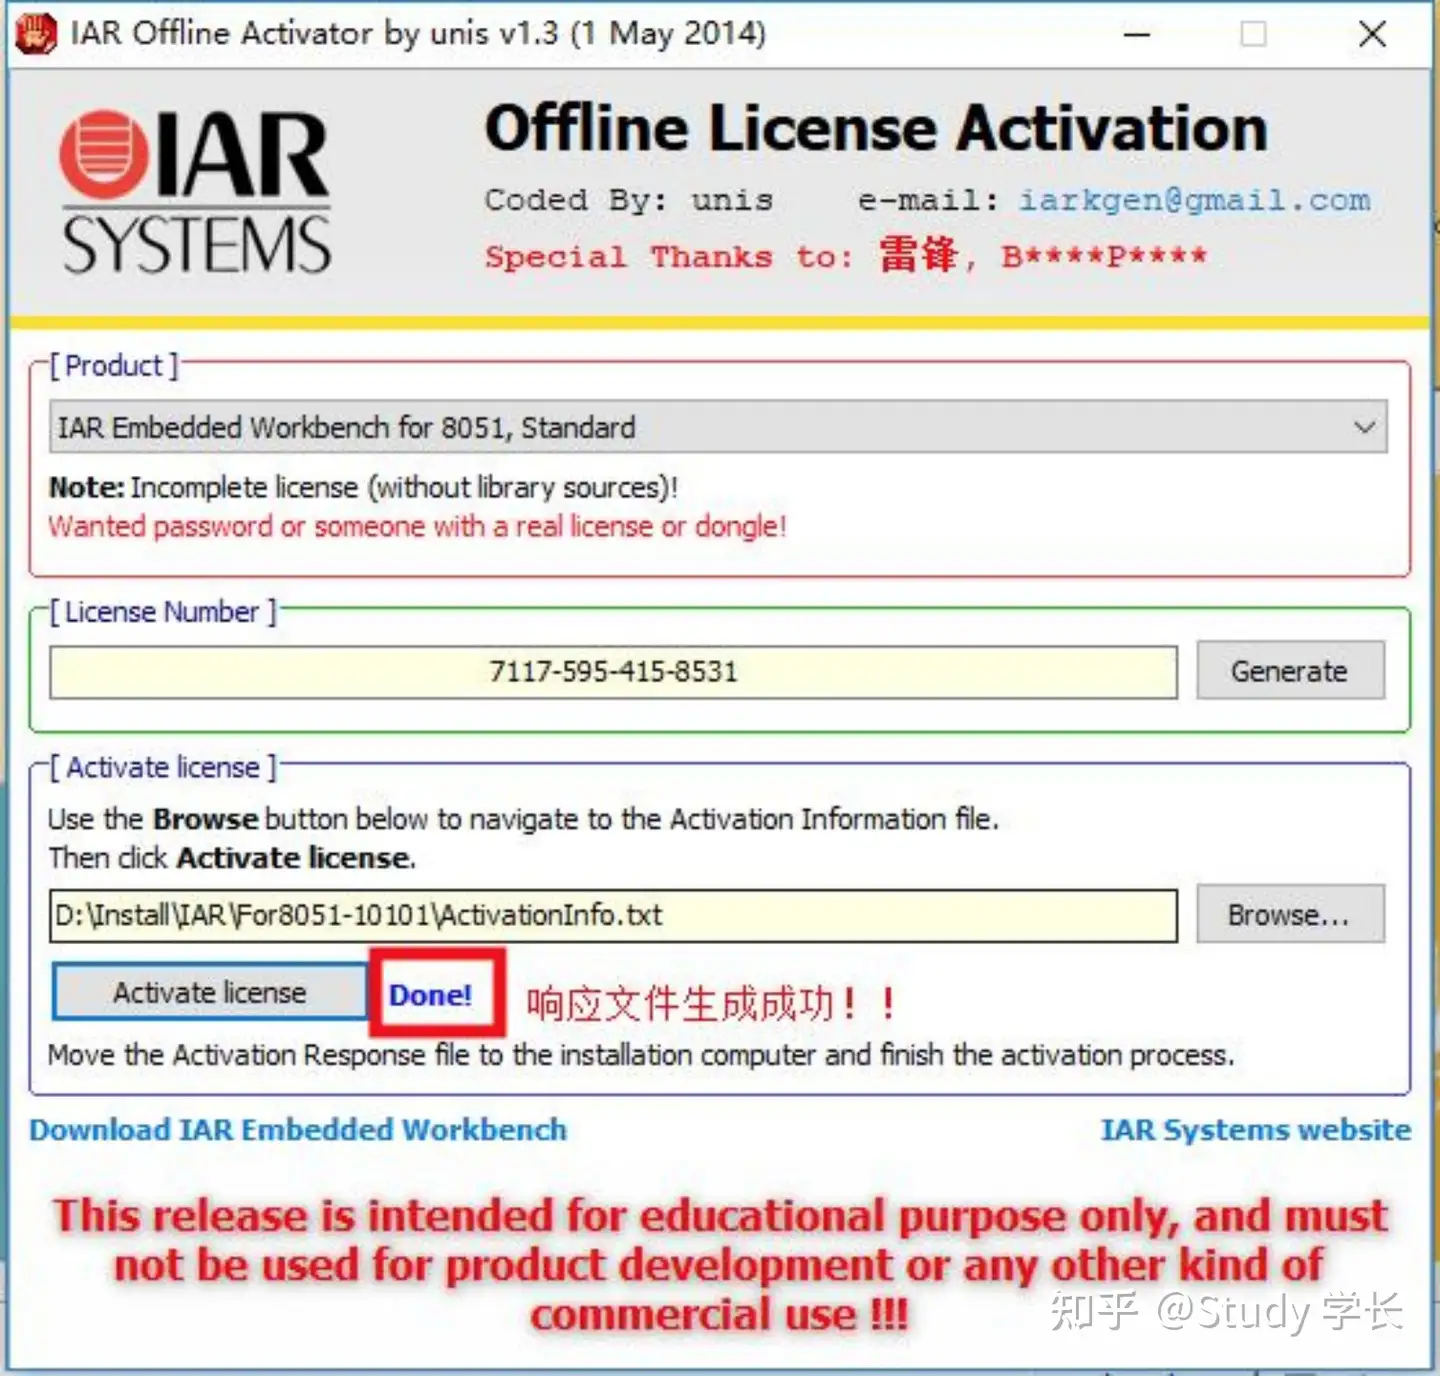 IAR Offline Activator by unis v1.3 (1 May 2014)
IAR
SYSTEMS
Offline License Activation
Coded By: unis e-mail: iarkgen@gmail.com
Special Thanks to: 雷锋, B****P****
[ Product ]
IAR Embedded Workbench for 8051, Standard
Note: Incomplete license (without library sources)!
Wanted password or someone with a real license or dongle!
[ License Number ]
7117-595-415-8531 Generate
[ Activate license ]
Use the Browse button below to navigate to the Activation Information file.
Then click Activate license.
D:\Install\IAR\For8051-10101\ActivationInfo.txt Browse...
Activate license Done! 响应文件生成成功！！
Move the Activation Response file to the installation computer and finish the activation process.
Download IAR Embedded Workbench IAR Systems website
This release is intended for educational purpose only, and must
not be used for product development or any other kind of
commercial use !!!
知乎 @Study 学长